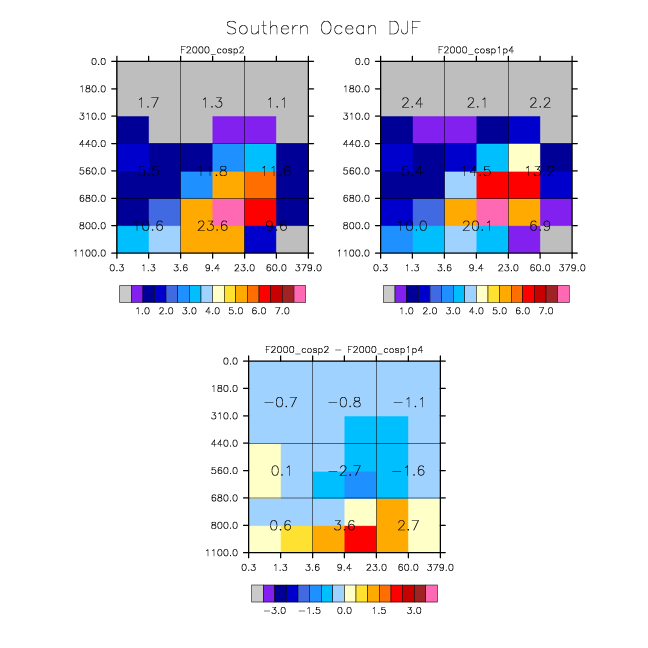 Southern Ocean DJF
F2000_cosp2
F2000_cosp1p4
0.0
180.0
310.0
440.0
560.0
680.0
800.0
1100.0
1.7 1.3 1.1
11.8
10.6 23.6 9.6
0.3 1.3 3.6 9.4 23.0 60.0 379.0
1.0 2.0 3.0 4.0 5.0 6.0 7.0
0.0
180.0
310.0
440.0
560.0
680.0
800.0
1100.0
2.4 2.1 2.2
14.5
10.0 20.1 6.9
0.3 1.3 3.6 9.4 23.0 60.0 379.0
1.0 2.0 3.0 4.0 5.0 6.0 7.0
F2000_cosp2 − F2000_cosp1p4
0.0
180.0
310.0
440.0
560.0
680.0
800.0
1100.0
−0.7 −0.8 −1.1
0.1 −2.7 −1.6
0.6 3.6 2.7
0.3 1.3 3.6 9.4 23.0 60.0 379.0
−3.0 −1.5 0.0 1.5 3.0